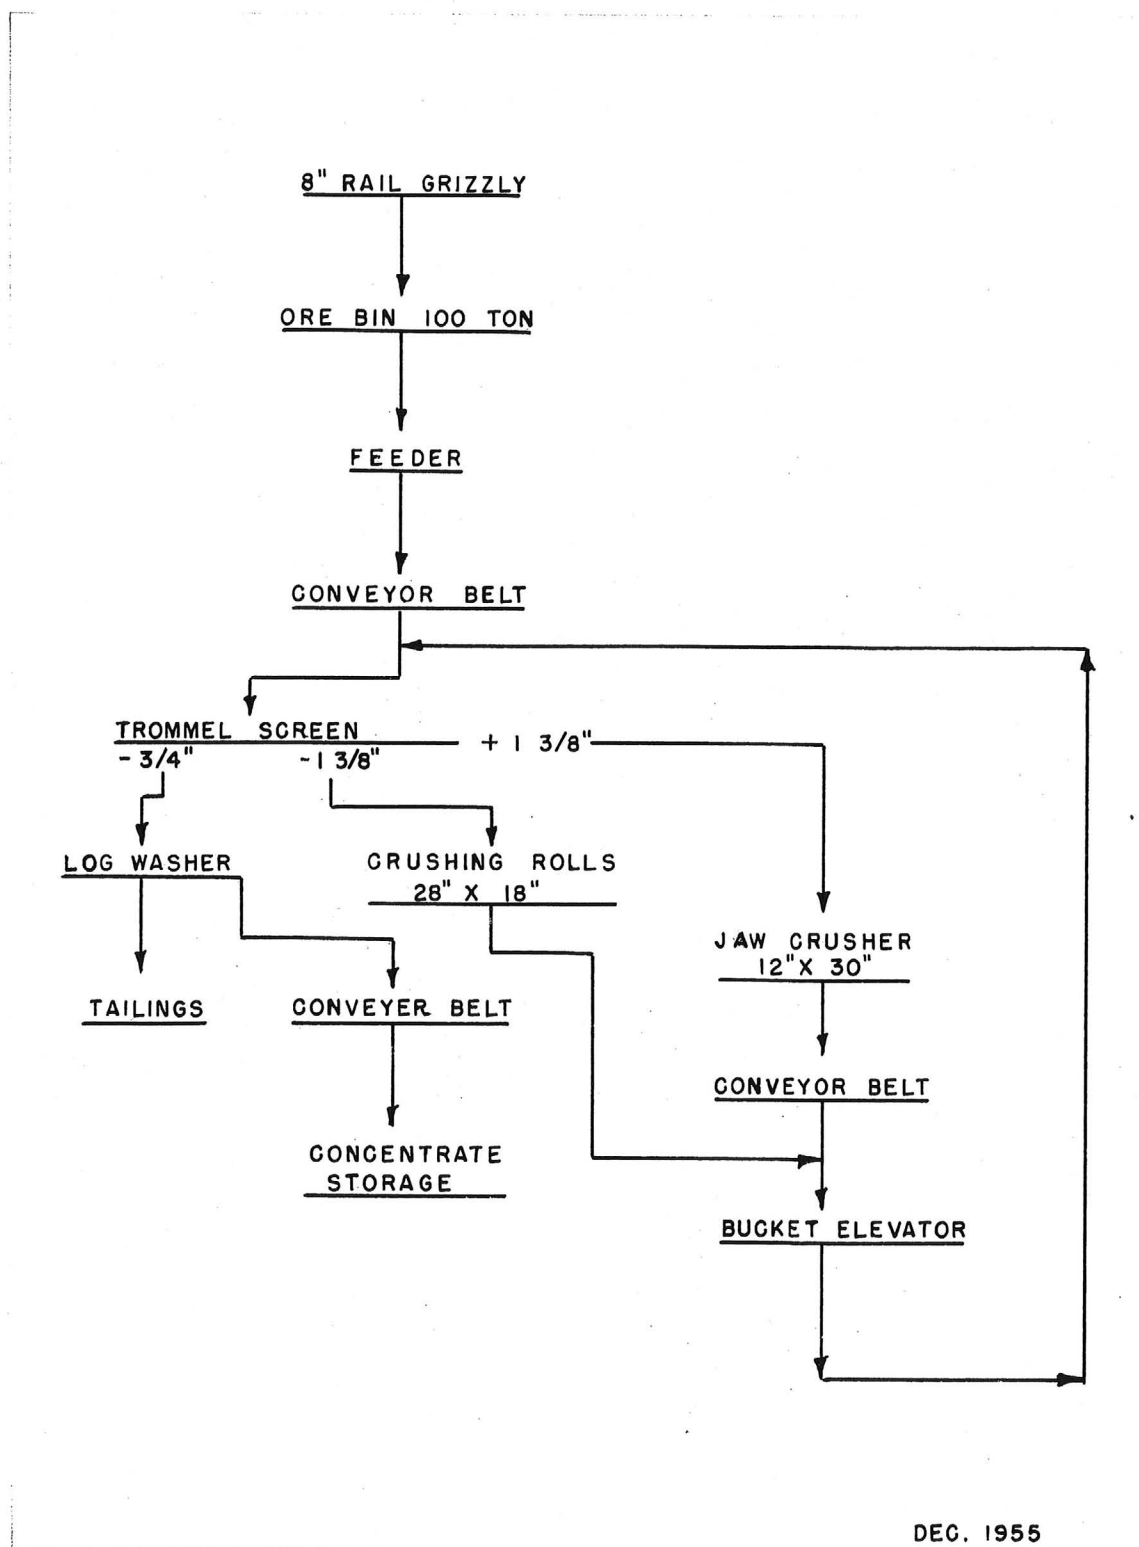 8" RAIL GRIZZLY
ORE BIN 100 TON
FEEDER
CONVEYOR BELT
TROMMEL SCREEN + 1 3/8"
- 3/4" -1 3/8"
LOG WASHER
CRUSHING ROLLS
28" X 18"
JAW CRUSHER
12" X 30"
TAILINGS
CONVEYER BELT
CONVEYOR BELT
CONCENTRATE
STORAGE
BUCKET ELEVATOR
DEC. 1955